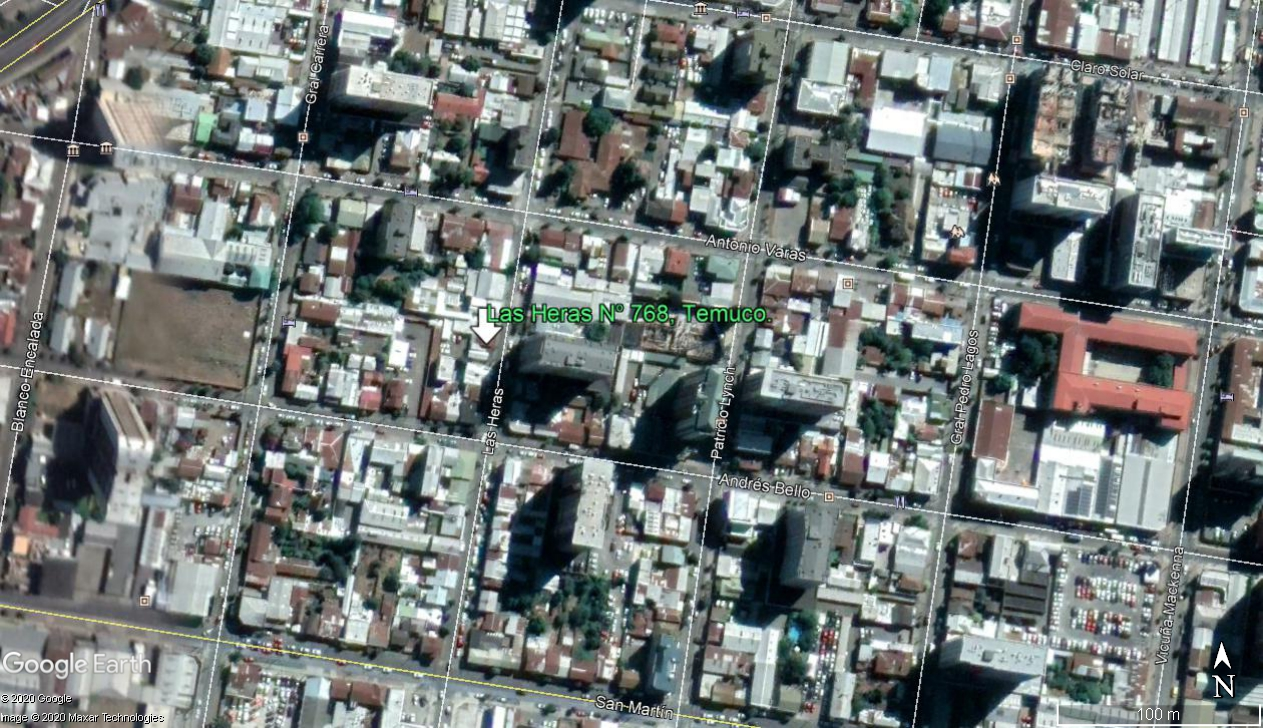 Claro Solar
Gral Carrera
Antonio Varas
Las Heras N° 768, Temuco.
Blanco Encalada
Gral Pedro Lagos
Patricio Lynch
Las Heras
Andrés Bello
Vicuña Mackenna
Google Earth
N
© 2020 Google
Image © 2020 Maxar Technologies
San Martín
100 m